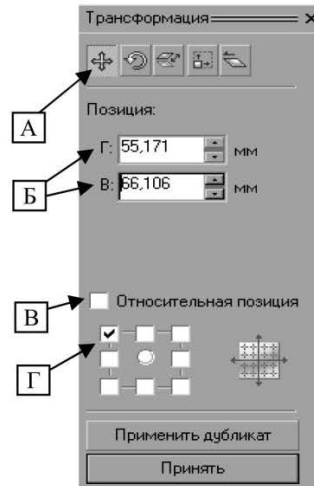 Трансформация
А
Позиция:
Г: 55,171 мм
Б
В: 66,106 мм
В
Относительная позиция
Г
Применить дубликат
Принять